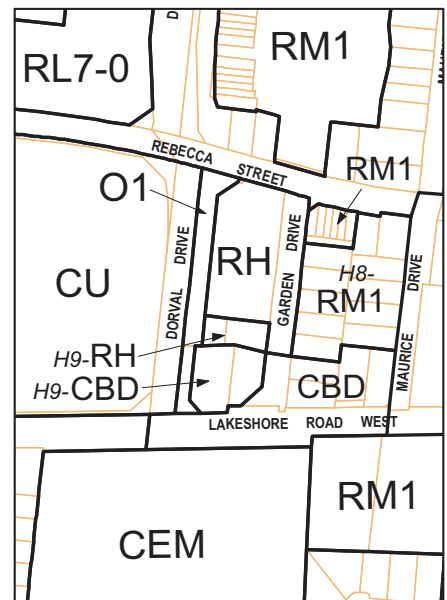 D
RM1
MAU
RL7-0
REBECCA STREET
RM1
O1
DORVAL DRIVE
RH
GARDEN DRIVE
H8-
RM1
MAURICE DRIVE
CU
H9-RH
H9-CBD
CBD
LAKESHORE ROAD WEST
RM1
CEM